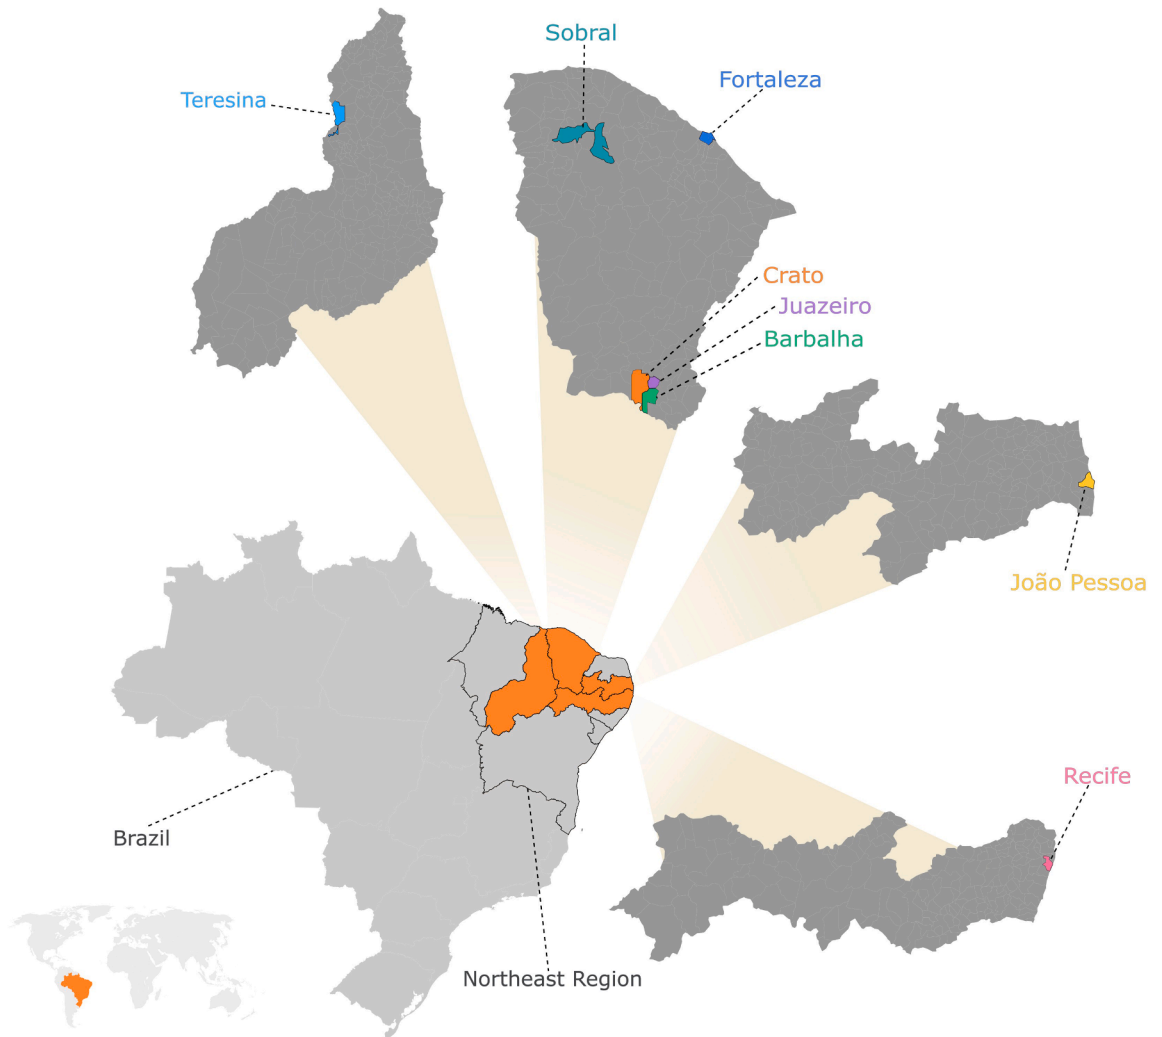 Sobral
Fortaleza
Teresina
Crato
Juazeiro
Barbalha
João Pessoa
Recife
Brazil
Northeast Region